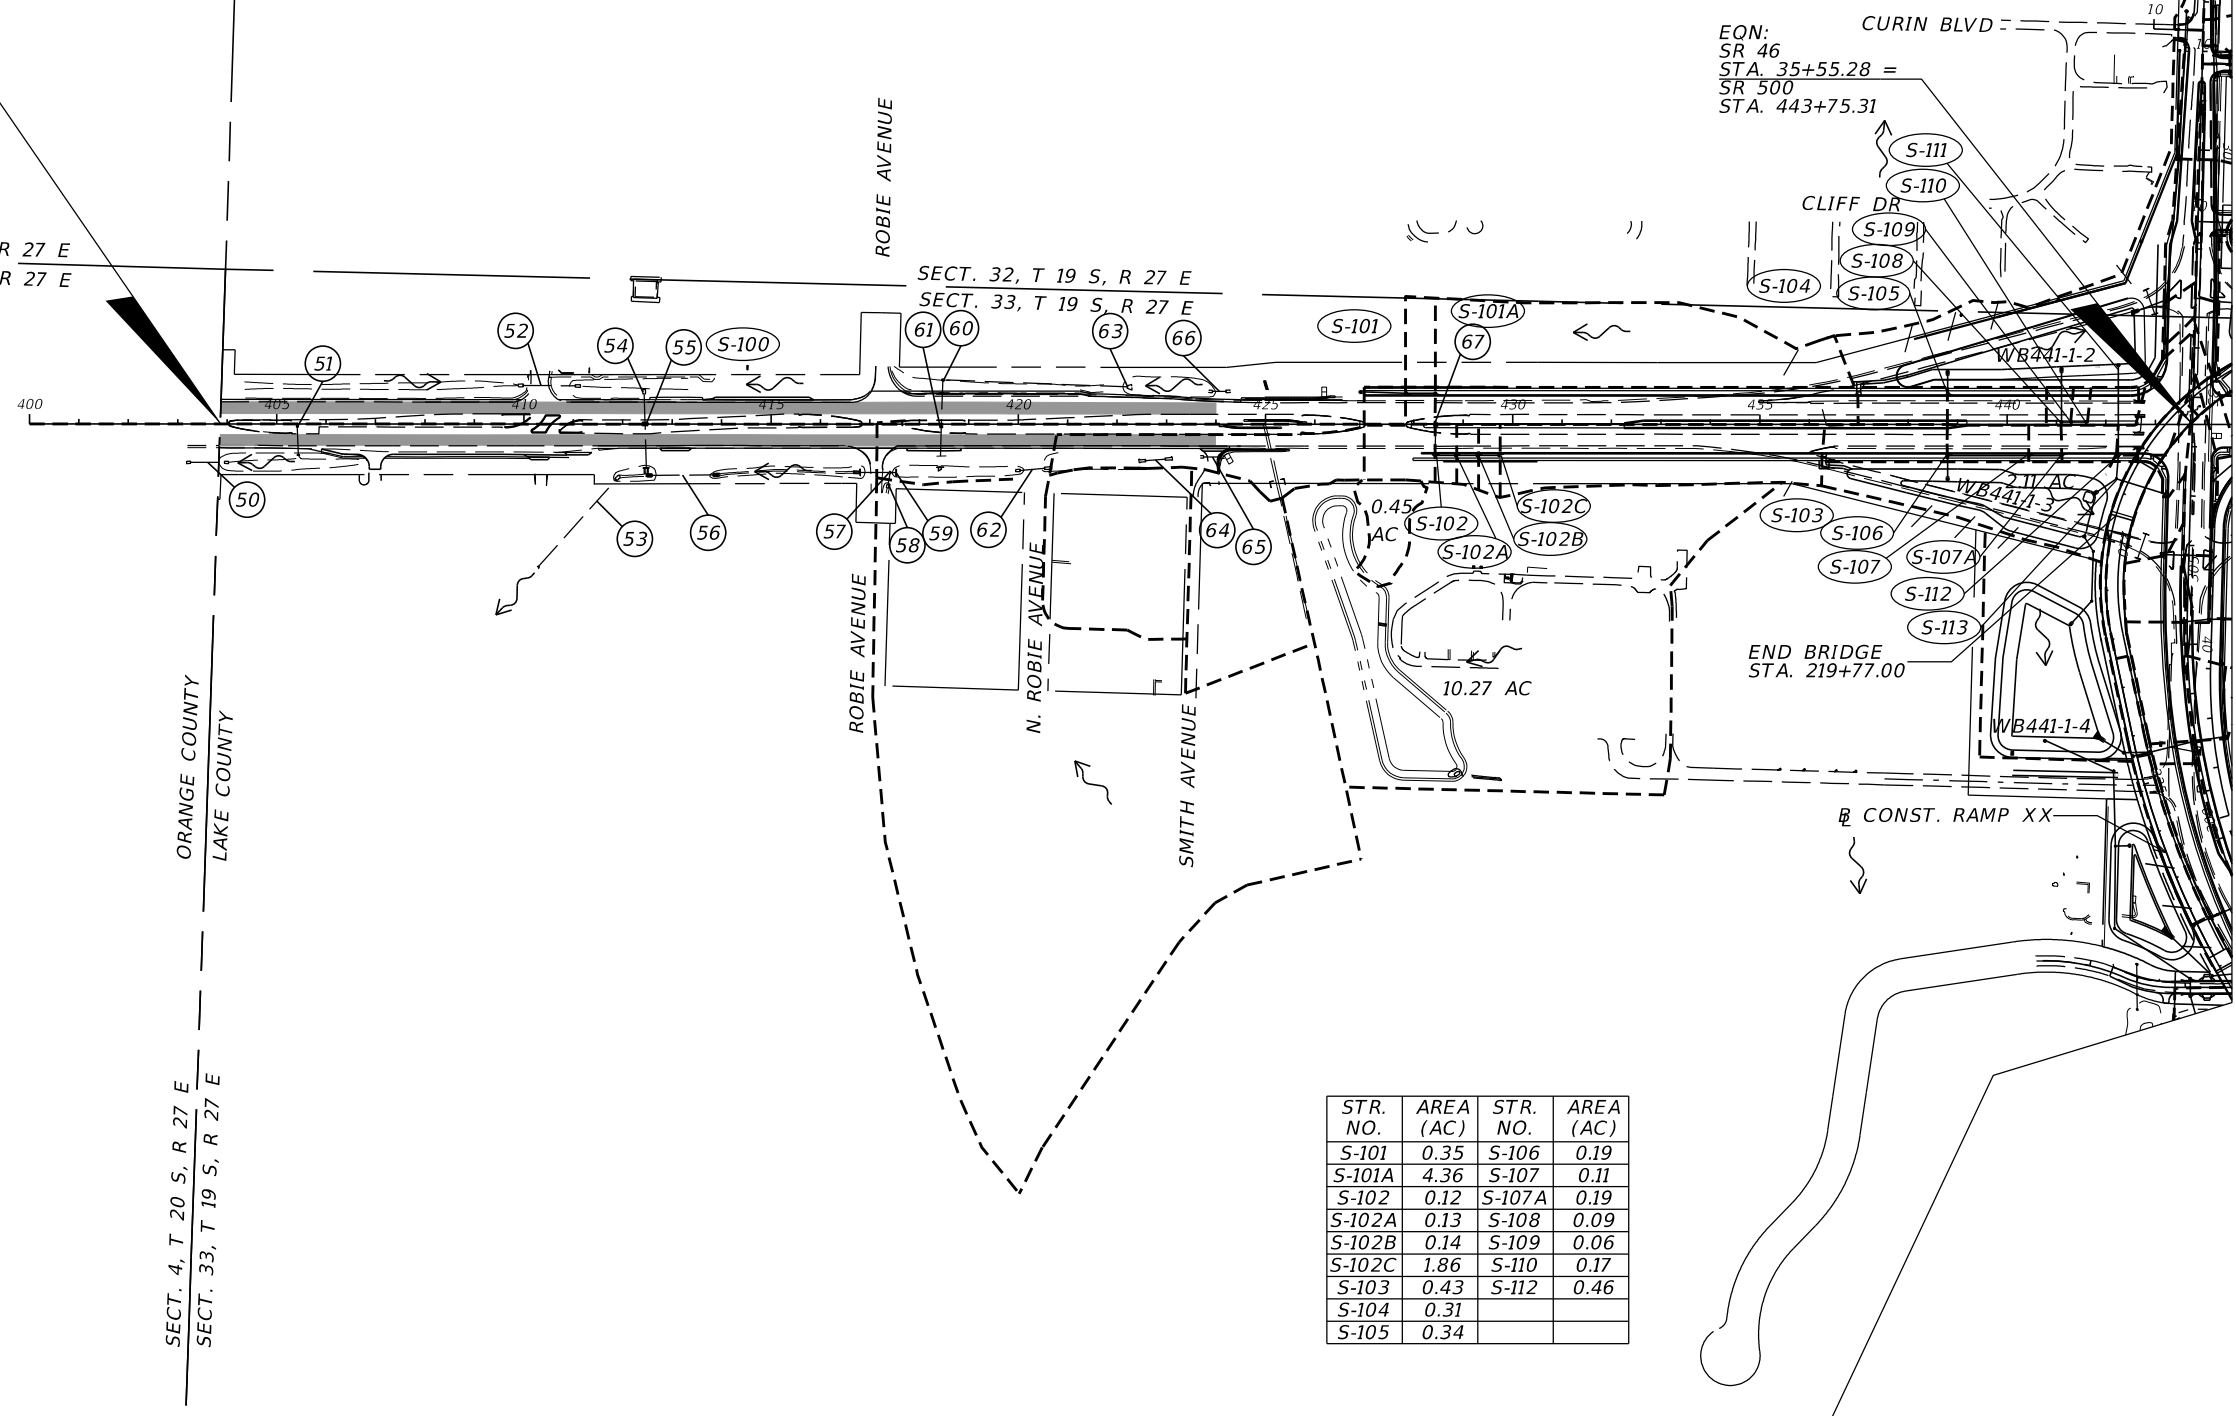 EQN:
SR 46
STA. 35+55.28 =
SR 500
STA. 443+75.31
CURIN BLVD
10
S-111
S-110
CLIFF DR
S-109
S-108
S-104
S-105
ROBIE AVENUE
R 27 E
R 27 E
SECT. 32, T 19 S, R 27 E
SECT. 33, T 19 S, R 27 E
S-101
S-101A
52
54
55
S-100
61
60
63
66
67
51
WB441-1-2
400
405
410
415
420
425
430
435
440
50
53
56
57
58
59
62
64
65
0.45
AC
S-102
S-102A
S-102C
S-102B
2.11 AC
WB441-1-3
S-103
S-106
S-107
S-107A
S-112
S-113
END BRIDGE
STA. 219+77.00
10.27 AC
WB441-1-4
ROBIE AVENUE
N. ROBIE AVENUE
SMITH AVENUE
ORANGE COUNTY
LAKE COUNTY
℄ CONST. RAMP XX
SECT. 4, T 20 S, R 27 E
SECT. 33, T 19 S, R 27 E
STR. NO. AREA (AC) STR. NO. AREA (AC)
S-101 0.35 S-106 0.19
S-101A 4.36 S-107 0.11
S-102 0.12 S-107A 0.19
S-102A 0.13 S-108 0.09
S-102B 0.14 S-109 0.06
S-102C 1.86 S-110 0.17
S-103 0.43 S-112 0.46
S-104 0.31
S-105 0.34